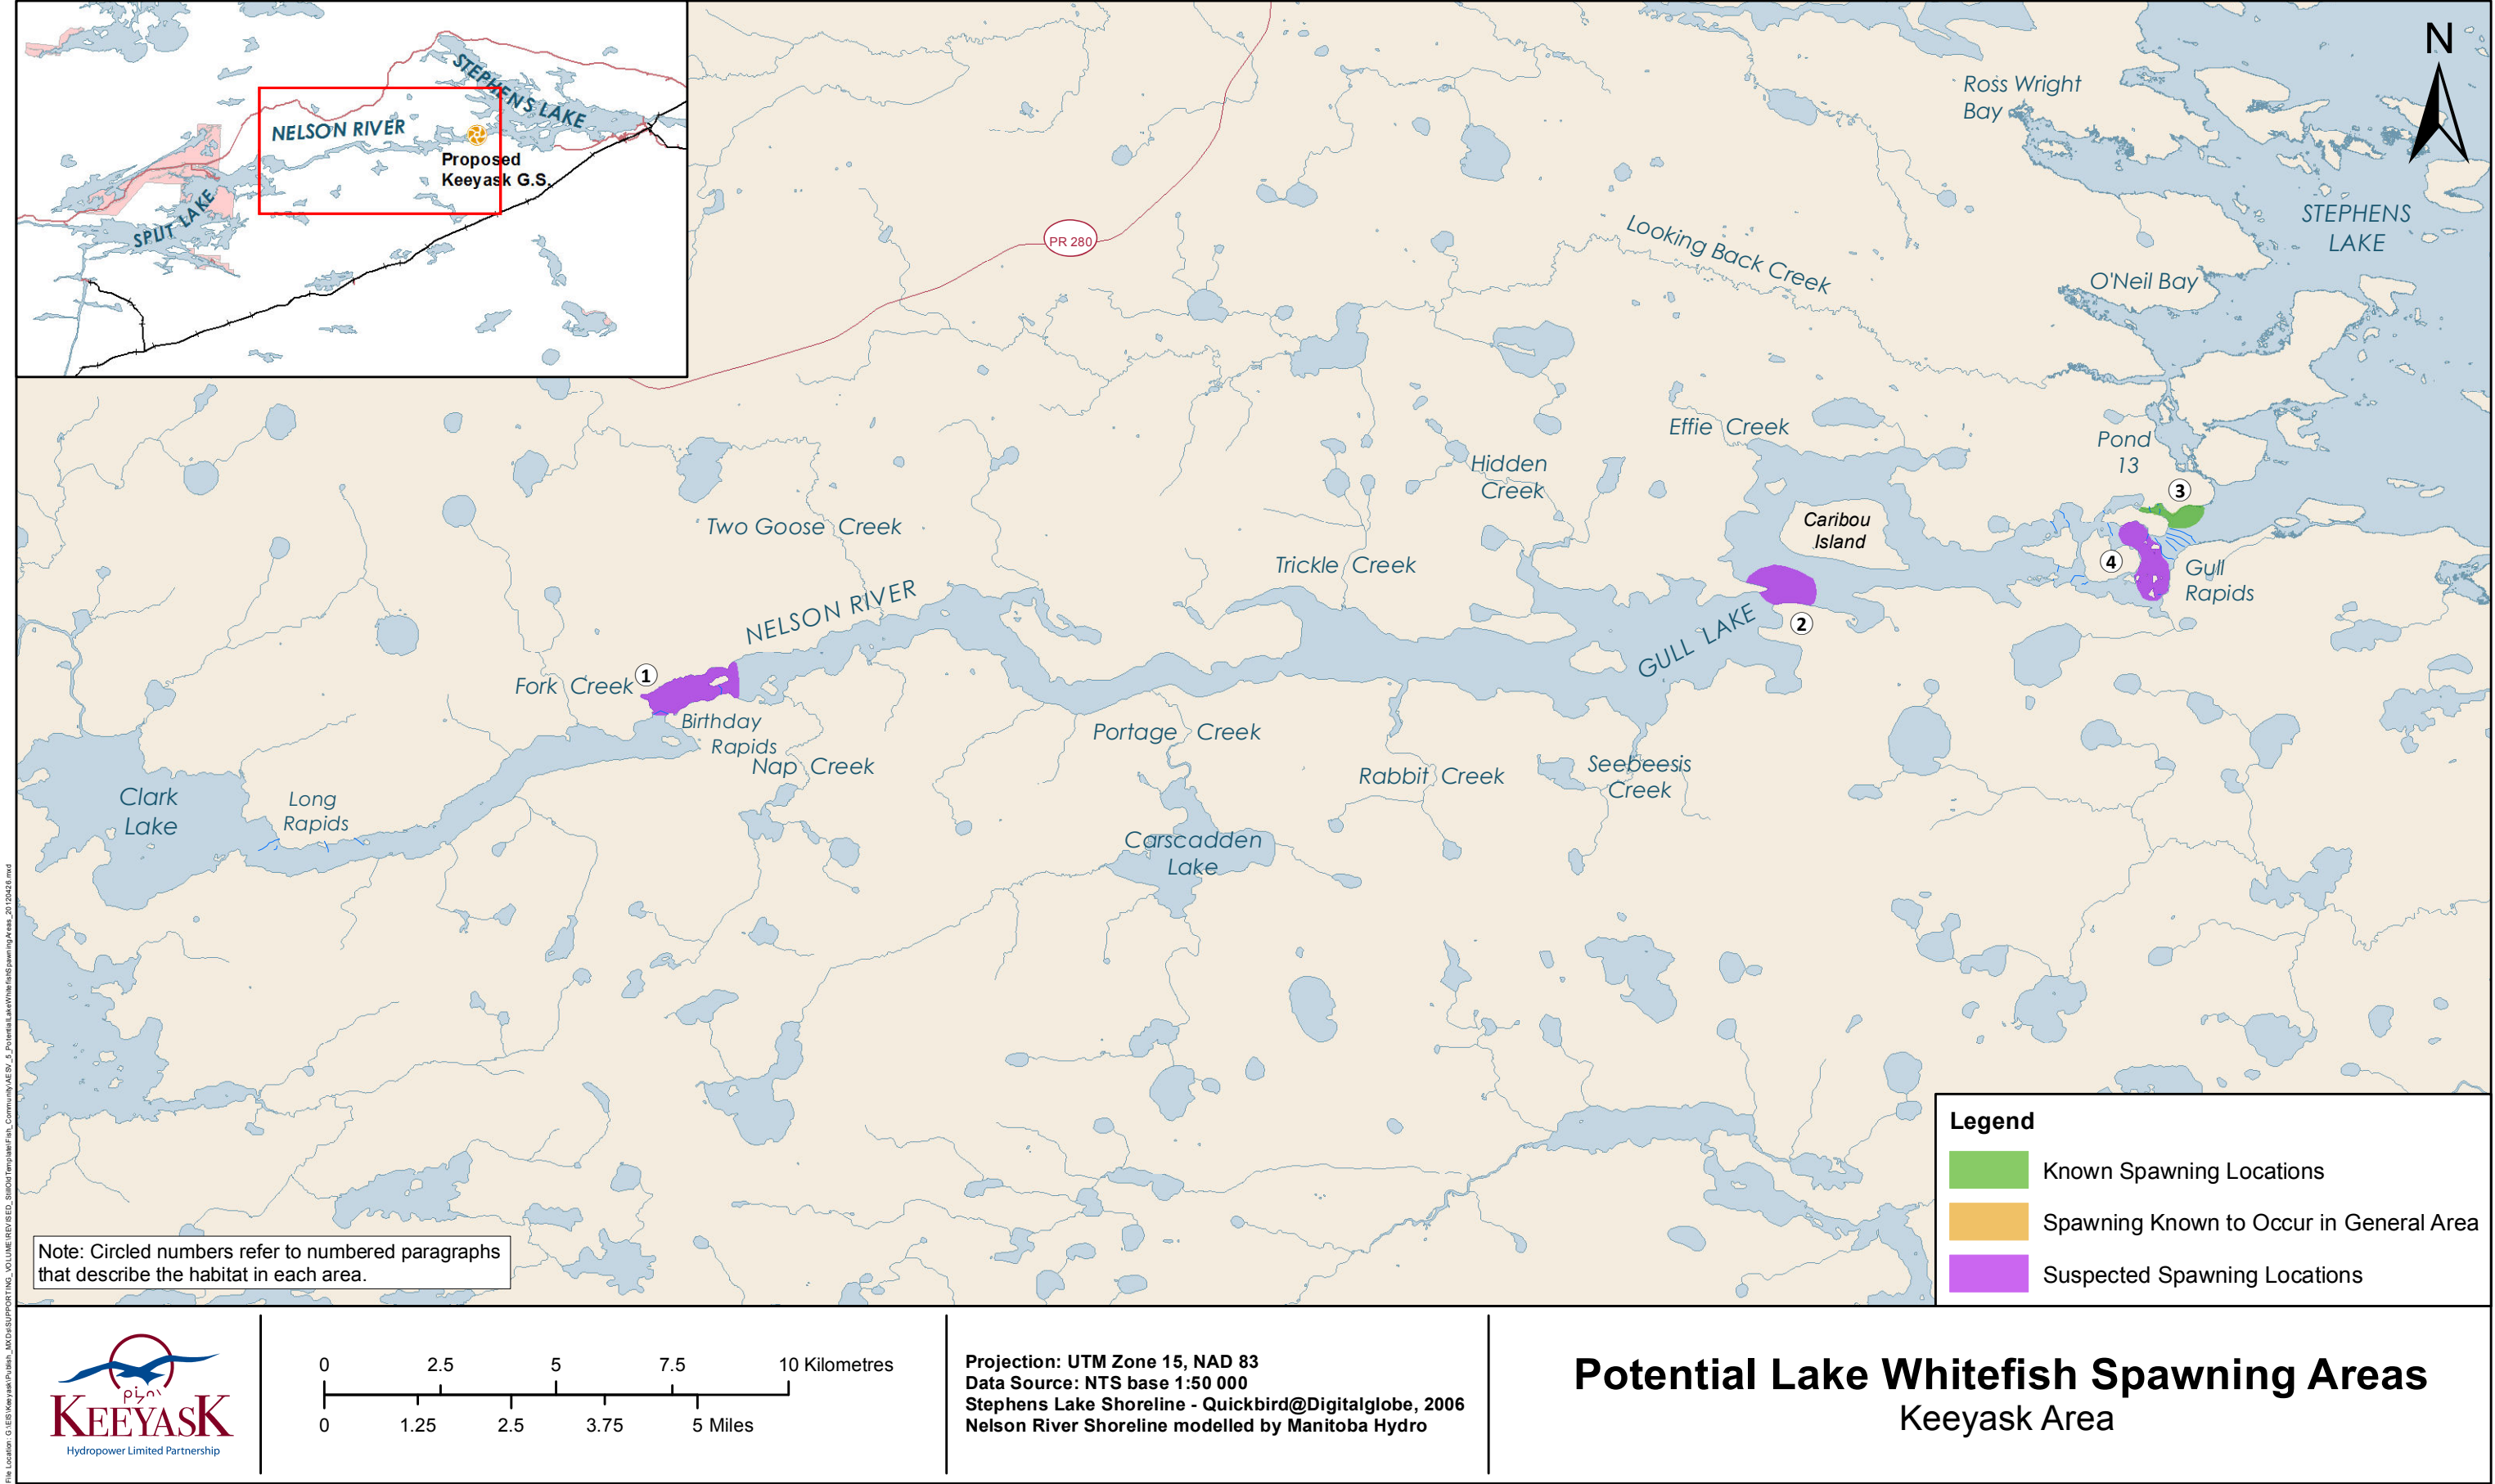 STEPHENS LAKE
NELSON RIVER
Proposed
Keeyask G.S.
SPLIT LAKE
N
Ross Wright
Bay
STEPHENS
LAKE
PR 280
Looking Back Creek
O'Neil Bay
Effie Creek
Pond
13
Hidden
Creek
3
Caribou
Island
Two Goose Creek
4
Trickle Creek
Gull
Rapids
NELSON RIVER
2
GULL LAKE
1
Fork Creek
Birthday
Rapids
Nap Creek
Portage Creek
Rabbit Creek
Seebeesis
Creek
Clark
Lake
Long
Rapids
Carscadden
Lake
Legend
Known Spawning Locations
Spawning Known to Occur in General Area
Suspected Spawning Locations
Note: Circled numbers refer to numbered paragraphs
that describe the habitat in each area.
ᑭᔮᐢᐠ
KEEYASK
Hydropower Limited Partnership
0 2.5 5 7.5 10 Kilometres
0 1.25 2.5 3.75 5 Miles
Projection: UTM Zone 15, NAD 83
Data Source: NTS base 1:50 000
Stephens Lake Shoreline - Quickbird@Digitalglobe, 2006
Nelson River Shoreline modelled by Manitoba Hydro
Potential Lake Whitefish Spawning Areas
Keeyask Area